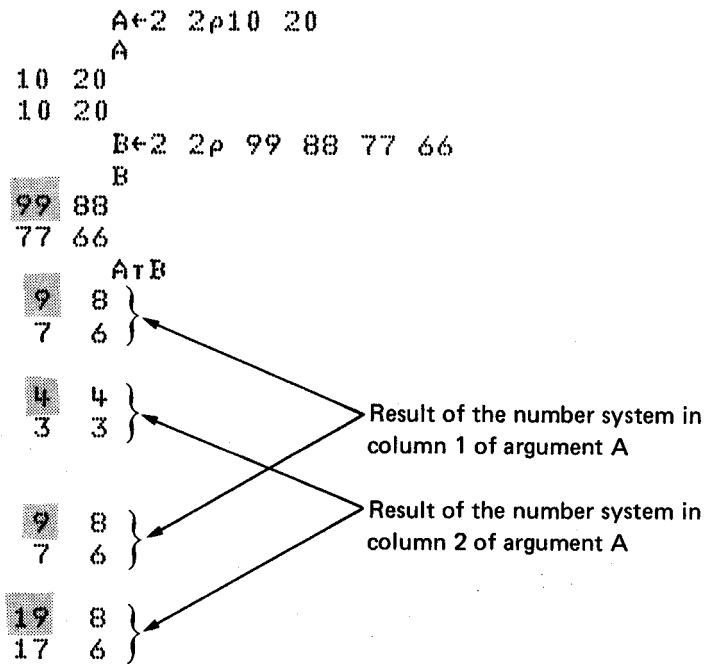 A←2 2⍴10 20
A
10 20
10 20
B←2 2⍴ 99 88 77 66
B
99 88
77 66
A⊤B
9 8
7 6
4 4
3 3
Result of the number system in
column 1 of argument A
9 8
7 6
Result of the number system in
column 2 of argument A
19 8
17 6